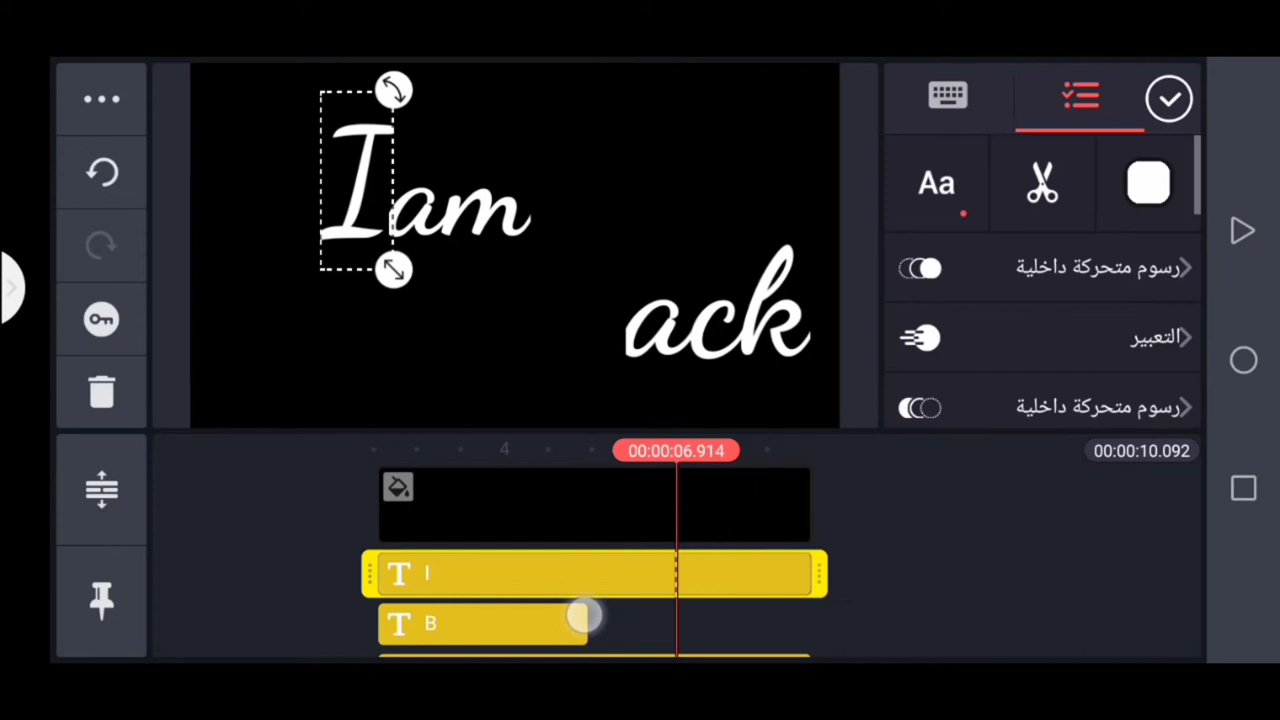 I am
ack
Aa
رسوم متحركة داخلية
التعبير
رسوم متحركة داخلية
4
00:00:06.914
00:00:10.092
T I
T B